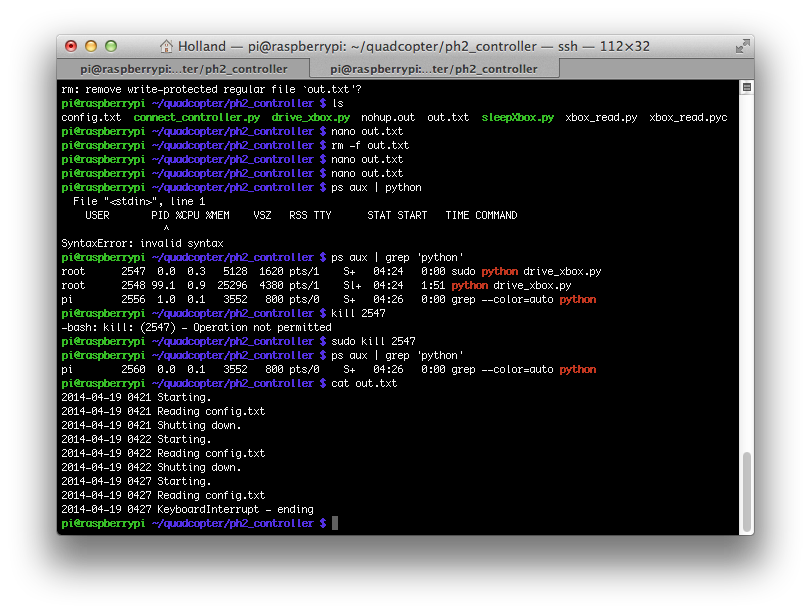 Holland — pi@raspberrypi: ~/quadcopter/ph2_controller — ssh — 112×32
pi@raspberrypi:...ter/ph2_controller pi@raspberrypi:...ter/ph2_controller
rm: remove write-protected regular file `out.txt'?
pi@raspberrypi ~/quadcopter/ph2_controller $ ls
config.txt connect_controller.py drive_xbox.py nohup.out out.txt sleepXbox.py xbox_read.py xbox_read.pyc
pi@raspberrypi ~/quadcopter/ph2_controller $ nano out.txt
pi@raspberrypi ~/quadcopter/ph2_controller $ rm -f out.txt
pi@raspberrypi ~/quadcopter/ph2_controller $ nano out.txt
pi@raspberrypi ~/quadcopter/ph2_controller $ nano out.txt
pi@raspberrypi ~/quadcopter/ph2_controller $ ps aux | python
File "<stdin>", line 1
USER PID %CPU %MEM VSZ RSS TTY STAT START TIME COMMAND
^
SyntaxError: invalid syntax
pi@raspberrypi ~/quadcopter/ph2_controller $ ps aux | grep 'python'
root 2547 0.0 0.3 5128 1620 pts/1 S+ 04:24 0:00 sudo python drive_xbox.py
root 2548 99.1 0.9 25296 4380 pts/1 Sl+ 04:24 1:51 python drive_xbox.py
pi 2556 1.0 0.1 3552 800 pts/0 S+ 04:26 0:00 grep --color=auto python
pi@raspberrypi ~/quadcopter/ph2_controller $ kill 2547
-bash: kill: (2547) - Operation not permitted
pi@raspberrypi ~/quadcopter/ph2_controller $ sudo kill 2547
pi@raspberrypi ~/quadcopter/ph2_controller $ ps aux | grep 'python'
pi 2560 0.0 0.1 3552 800 pts/0 S+ 04:26 0:00 grep --color=auto python
pi@raspberrypi ~/quadcopter/ph2_controller $ cat out.txt
2014-04-19 0421 Starting.
2014-04-19 0421 Reading config.txt
2014-04-19 0421 Shutting down.
2014-04-19 0422 Starting.
2014-04-19 0422 Reading config.txt
2014-04-19 0422 Shutting down.
2014-04-19 0427 Starting.
2014-04-19 0427 Reading config.txt
2014-04-19 0427 KeyboardInterrupt - ending
pi@raspberrypi ~/quadcopter/ph2_controller $